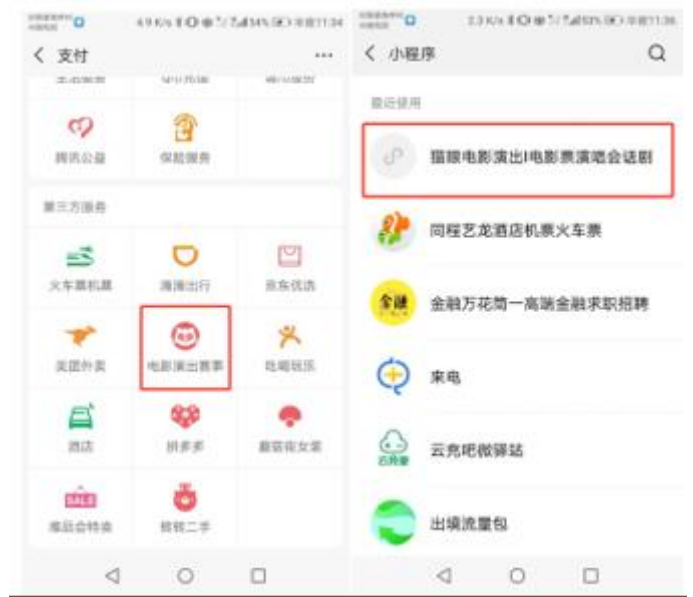 支付
腾讯公益
保险服务
第三方服务
火车票机票
滴滴出行
京东优选
美团外卖
电影演出赛事
吃喝玩乐
酒店
拼多多
蘑菇街女装
SALE
唯品会特卖
转转二手
小程序
最近使用
猫眼电影演出|电影票演唱会话剧
同程艺龙酒店机票火车票
金融
金融万花筒一高端金融求职招聘
来电
云充吧
云充吧微驿站
出境流量包